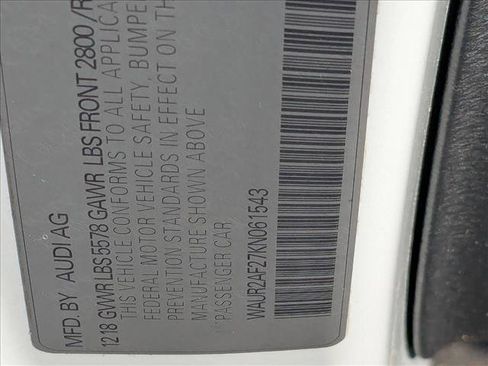 MFD. BY AUDI AG
12 18 GVWR LBS 5578 GAWR LBS FRONT 2800 /R
THIS VEHICLE CONFORMS TO ALL APPLICA
FEDERAL MOTOR VEHICLE SAFETY, BUMPE
PREVENTION STANDARDS IN EFFECT ON
MANUFACTURE SHOWN ABOVE
PASSENGER CAR
WAUR2AF27KN061543